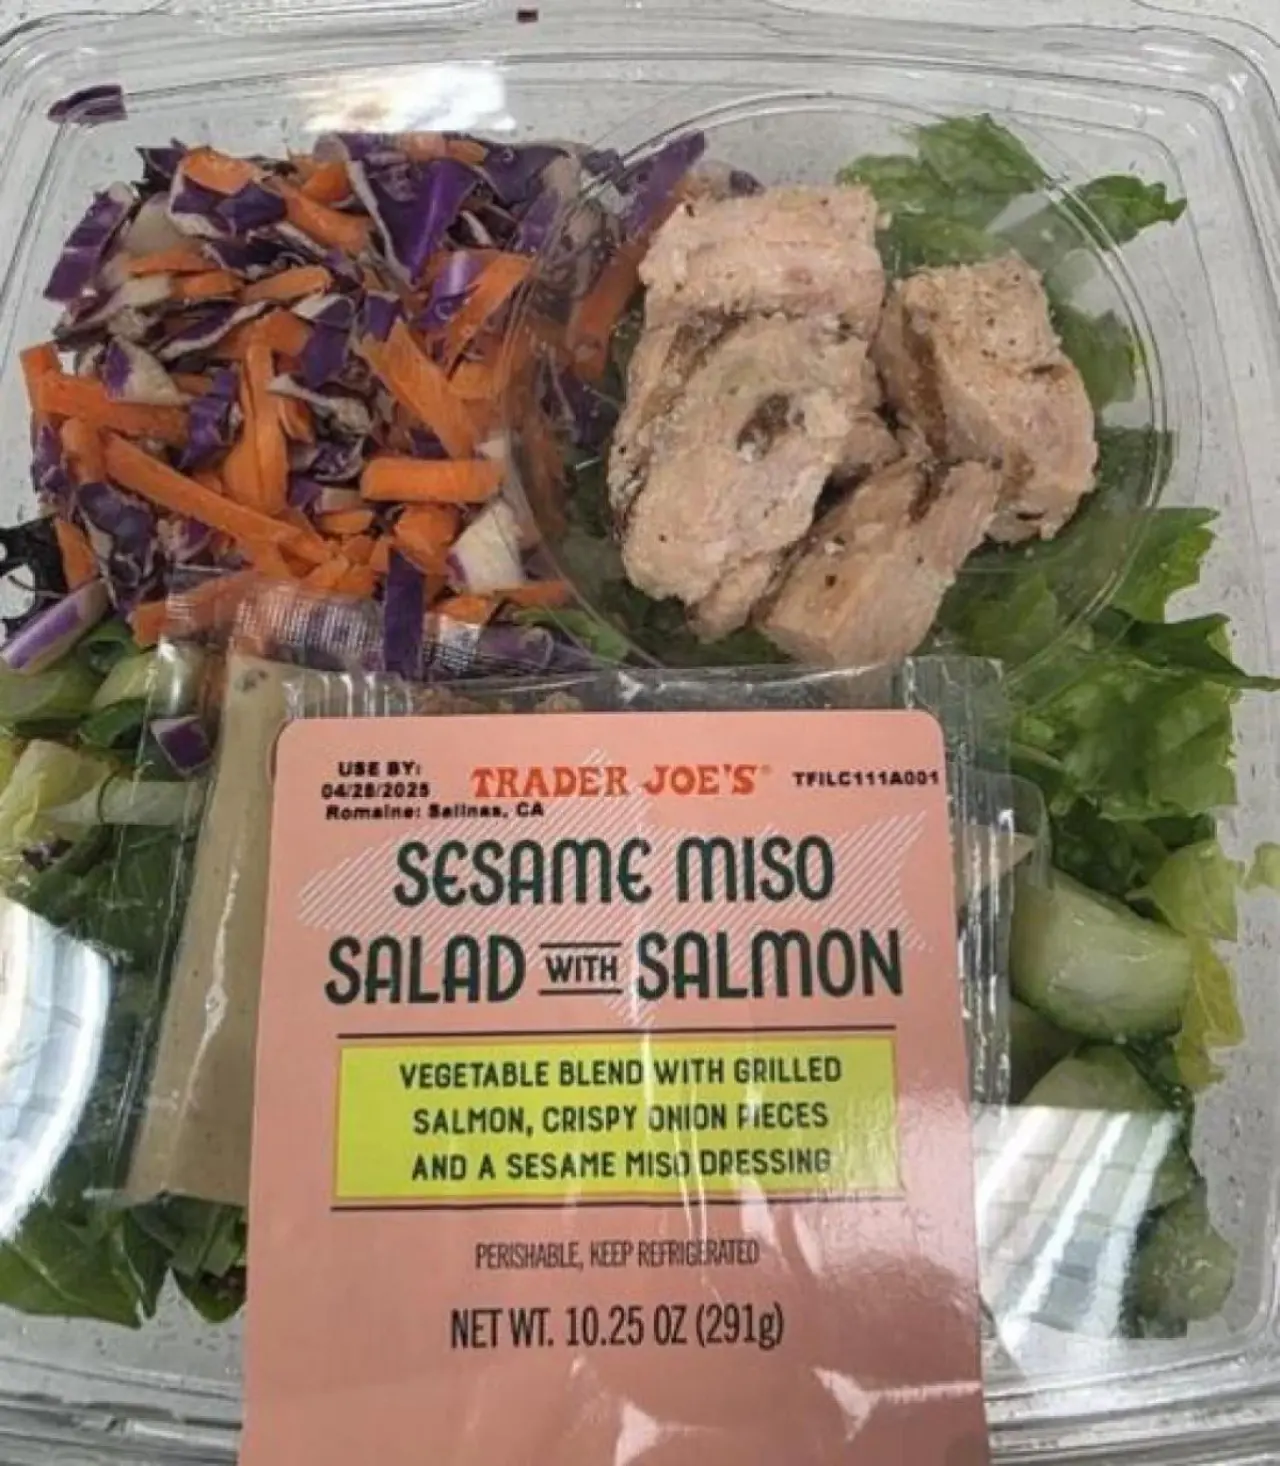 USE BY:
04/28/2025
Romaine: Salinas, CA
TRADER JOE'S®
TFILC111A001
SESAME MISO
SALAD WITH SALMON
VEGETABLE BLEND WITH GRILLED
SALMON, CRISPY ONION PIECES
AND A SESAME MISO DRESSING
PERISHABLE, KEEP REFRIGERATED
NET WT. 10.25 OZ (291g)